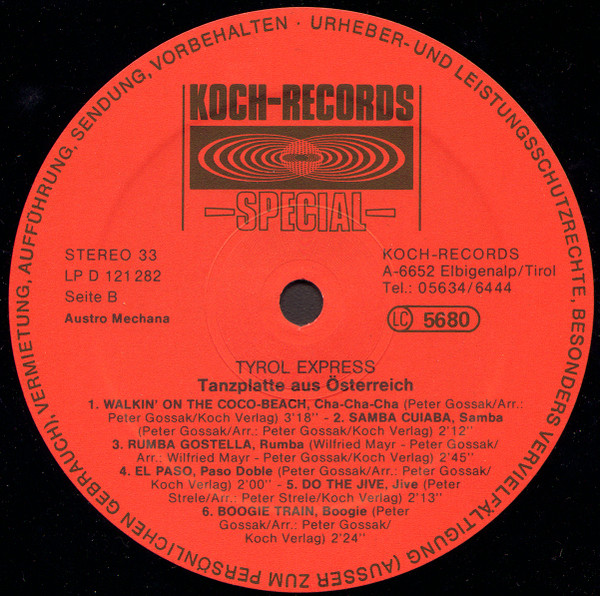 URHEBER- UND LEISTUNGSSCHUTZRECHTE, BESONDERS VERVIELFÄLTIGUNG (AUSSER ZUM PERSÖNLICHEN GEBRAUCH), VERMIETUNG, AUFFÜHRUNG, SENDUNG, VORBEHALTEN ·
KOCH-RECORDS
-SPECIAL-
STEREO 33
LP D 121 282
Seite B
Austro Mechana
KOCH-RECORDS
A-6652 Elbigenalp/Tirol
Tel.: 05634/6444
LC 5680
TYROL EXPRESS
Tanzplatte aus Österreich
1. WALKIN' ON THE COCO-BEACH, Cha-Cha-Cha (Peter Gossak/Arr.:
Peter Gossak/Koch Verlag) 3'18'' - 2. SAMBA CUIABA, Samba
(Peter Gossak/Arr.: Peter Gossak/Koch Verlag) 2'12''
3. RUMBA GOSTELLA, Rumba (Wilfried Mayr - Peter Gossak/
Arr.: Wilfried Mayr - Peter Gossak/Koch Verlag) 2'45''
4. EL PASO, Paso Doble (Peter Gossak/Arr.: Peter Gossak/
Koch Verlag) 2'00'' - 5. DO THE JIVE, Jive (Peter
Strele/Arr.: Peter Strele/Koch Verlag) 2'13''
6. BOOGIE TRAIN, Boogie (Peter
Gossak/Arr.: Peter Gossak/
Koch Verlag) 2'24''